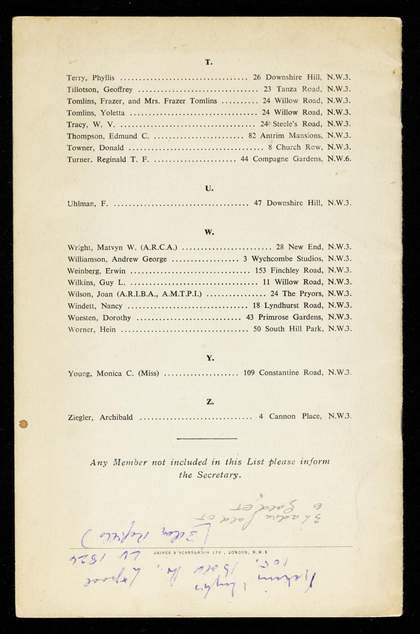 T.
Terry, Phyllis ........ 26 Downshire Hill, N.W.3.
Tillotson, Geoffrey ........ 23 Tanza Road, N.W.3.
Tomlins, Frazer, and Mrs. Frazer Tomlins ........ 24 Willow Road, N.W.3.
Tomlins, Yoletta ........ 24 Willow Road, N.W.3.
Tracy, W. V. ........ 24 Steele's Road, N.W.3.
Thompson, Edmund C. ........ 82 Antrim Mansions, N.W.3.
Towner, Donald ........ 8 Church Row, N.W.3.
Turner, Reginald T. F. ........ 44 Compagne Gardens, N.W.6.
U.
Uhlman, F. ........ 47 Downshire Hill, N.W.3.
W.
Wright, Matvyn W. (A.R.C.A.) ........ 28 New End, N.W.3.
Williamson, Andrew George ........ 3 Wychcombe Studios, N.W.3.
Weinberg, Erwin ........ 153 Finchley Road, N.W.3.
Wilkins, Guy L. ........ 11 Willow Road, N.W.3.
Wilson, Joan (A.R.I.B.A., A.M.T.P.I.) ........ 24 The Pryors, N.W.3.
Windett, Nancy ........ 18 Lyndhurst Road, N.W.3.
Wuesten, Dorothy ........ 43 Primrose Gardens, N.W.3.
Worner, Hein ........ 50 South Hill Park, N.W.3.
Y.
Young, Monica C. (Miss) ........ 109 Constantine Road, N.W.3.
Z.
Ziegler, Archibald ........ 4 Cannon Place, N.W.3.
Any Member not included in this List please inform
the Secretary.
LONDON, N.W.6